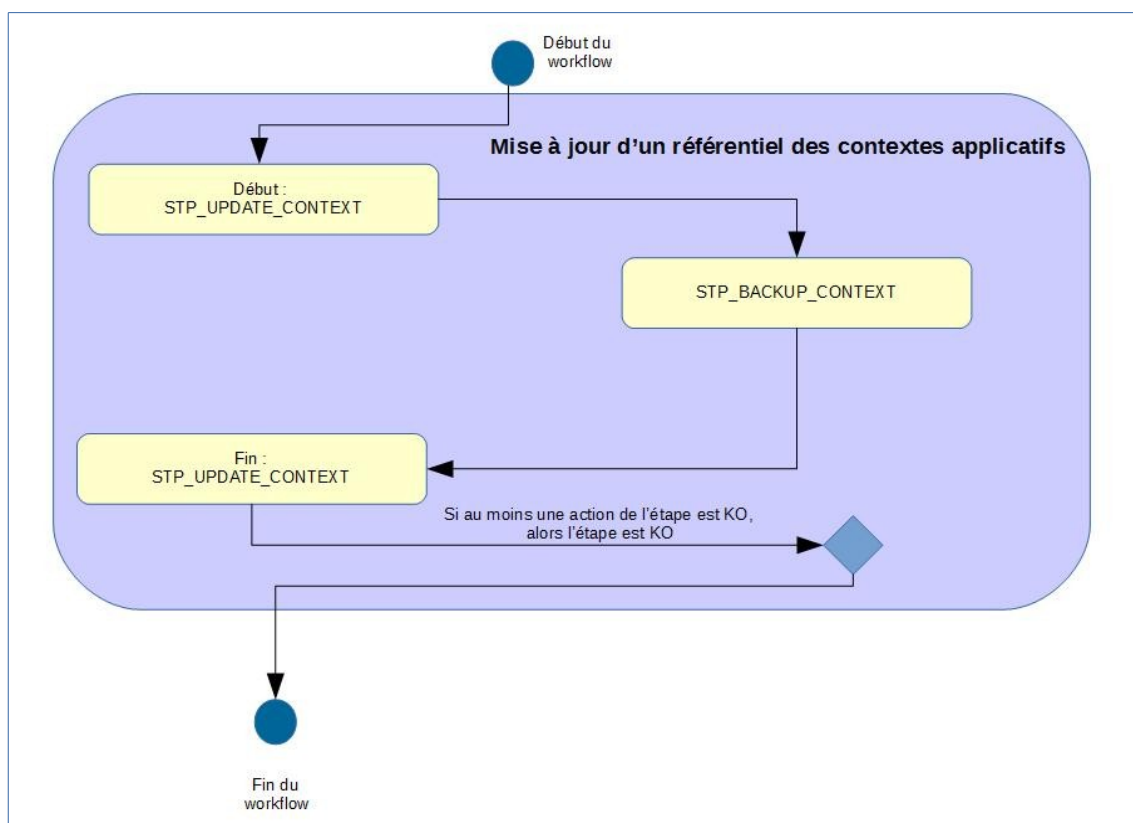 Début du
workflow
Mise à jour d'un référentiel des contextes applicatifs
Début :
STP_UPDATE_CONTEXT
STP_BACKUP_CONTEXT
Fin :
STP_UPDATE_CONTEXT
Si au moins une action de l'étape est KO,
alors l'étape est KO
Fin du
workflow